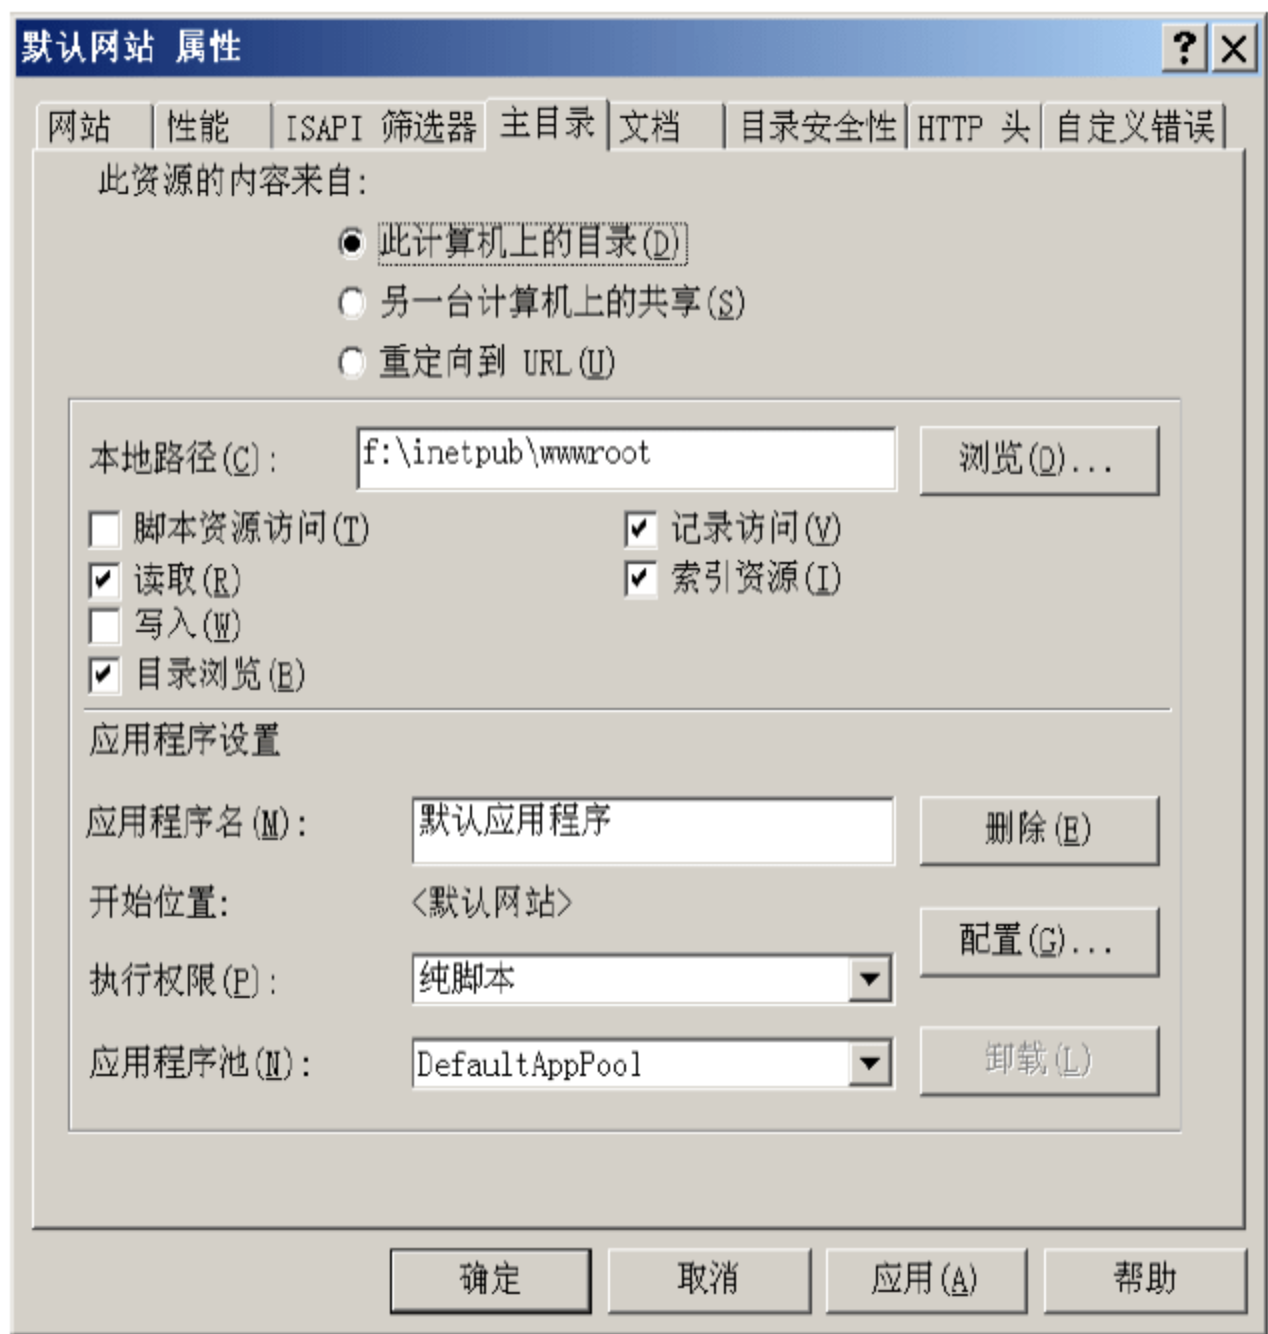 默认网站 属性
网站 性能 ISAPI 筛选器 主目录 文档 目录安全性 HTTP 头 自定义错误
此资源的内容来自:
此计算机上的目录(D)
另一台计算机上的共享(S)
重定向到 URL(U)
本地路径(C): f:\inetpub\wwwroot 浏览(O)...
脚本资源访问(T) 记录访问(V)
读取(R) 索引资源(I)
写入(W)
目录浏览(B)
应用程序设置
应用程序名(M): 默认应用程序 删除(E)
开始位置: <默认网站>
配置(G)...
执行权限(P): 纯脚本
应用程序池(N): DefaultAppPool 卸载(L)
确定 取消 应用(A) 帮助